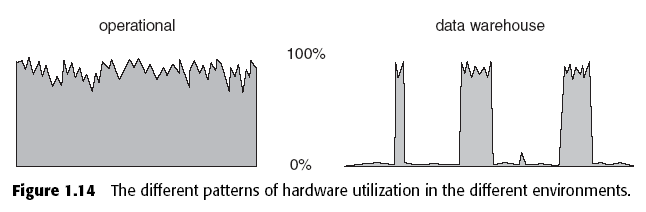 operational
data warehouse
100%
0%
Figure 1.14 The different patterns of hardware utilization in the different environments.